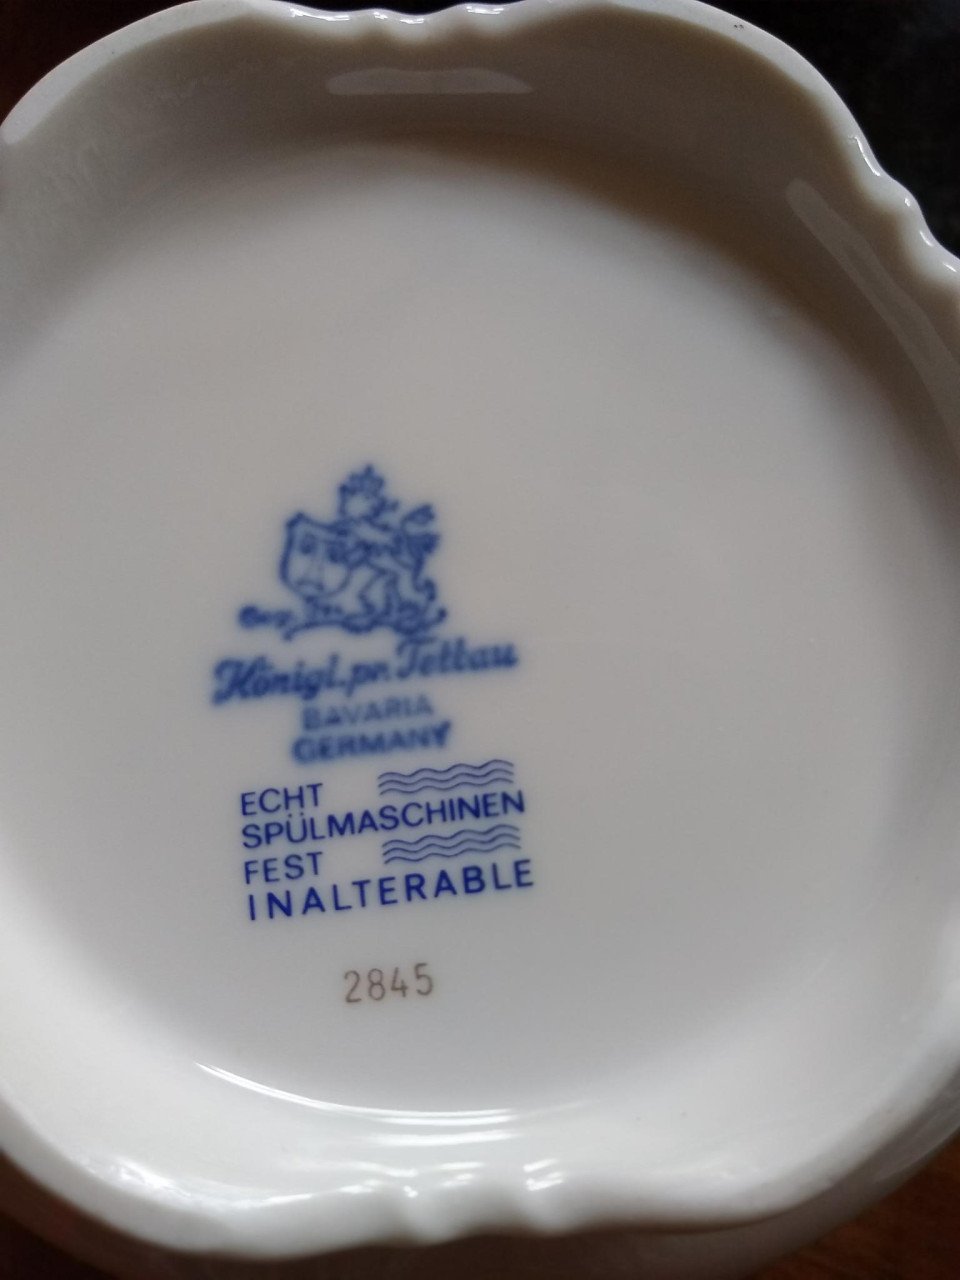 Königl. pr. Tettau
BAVARIA
GERMANY
ECHT
SPÜLMASCHINEN
FEST
INALTERABLE
2845